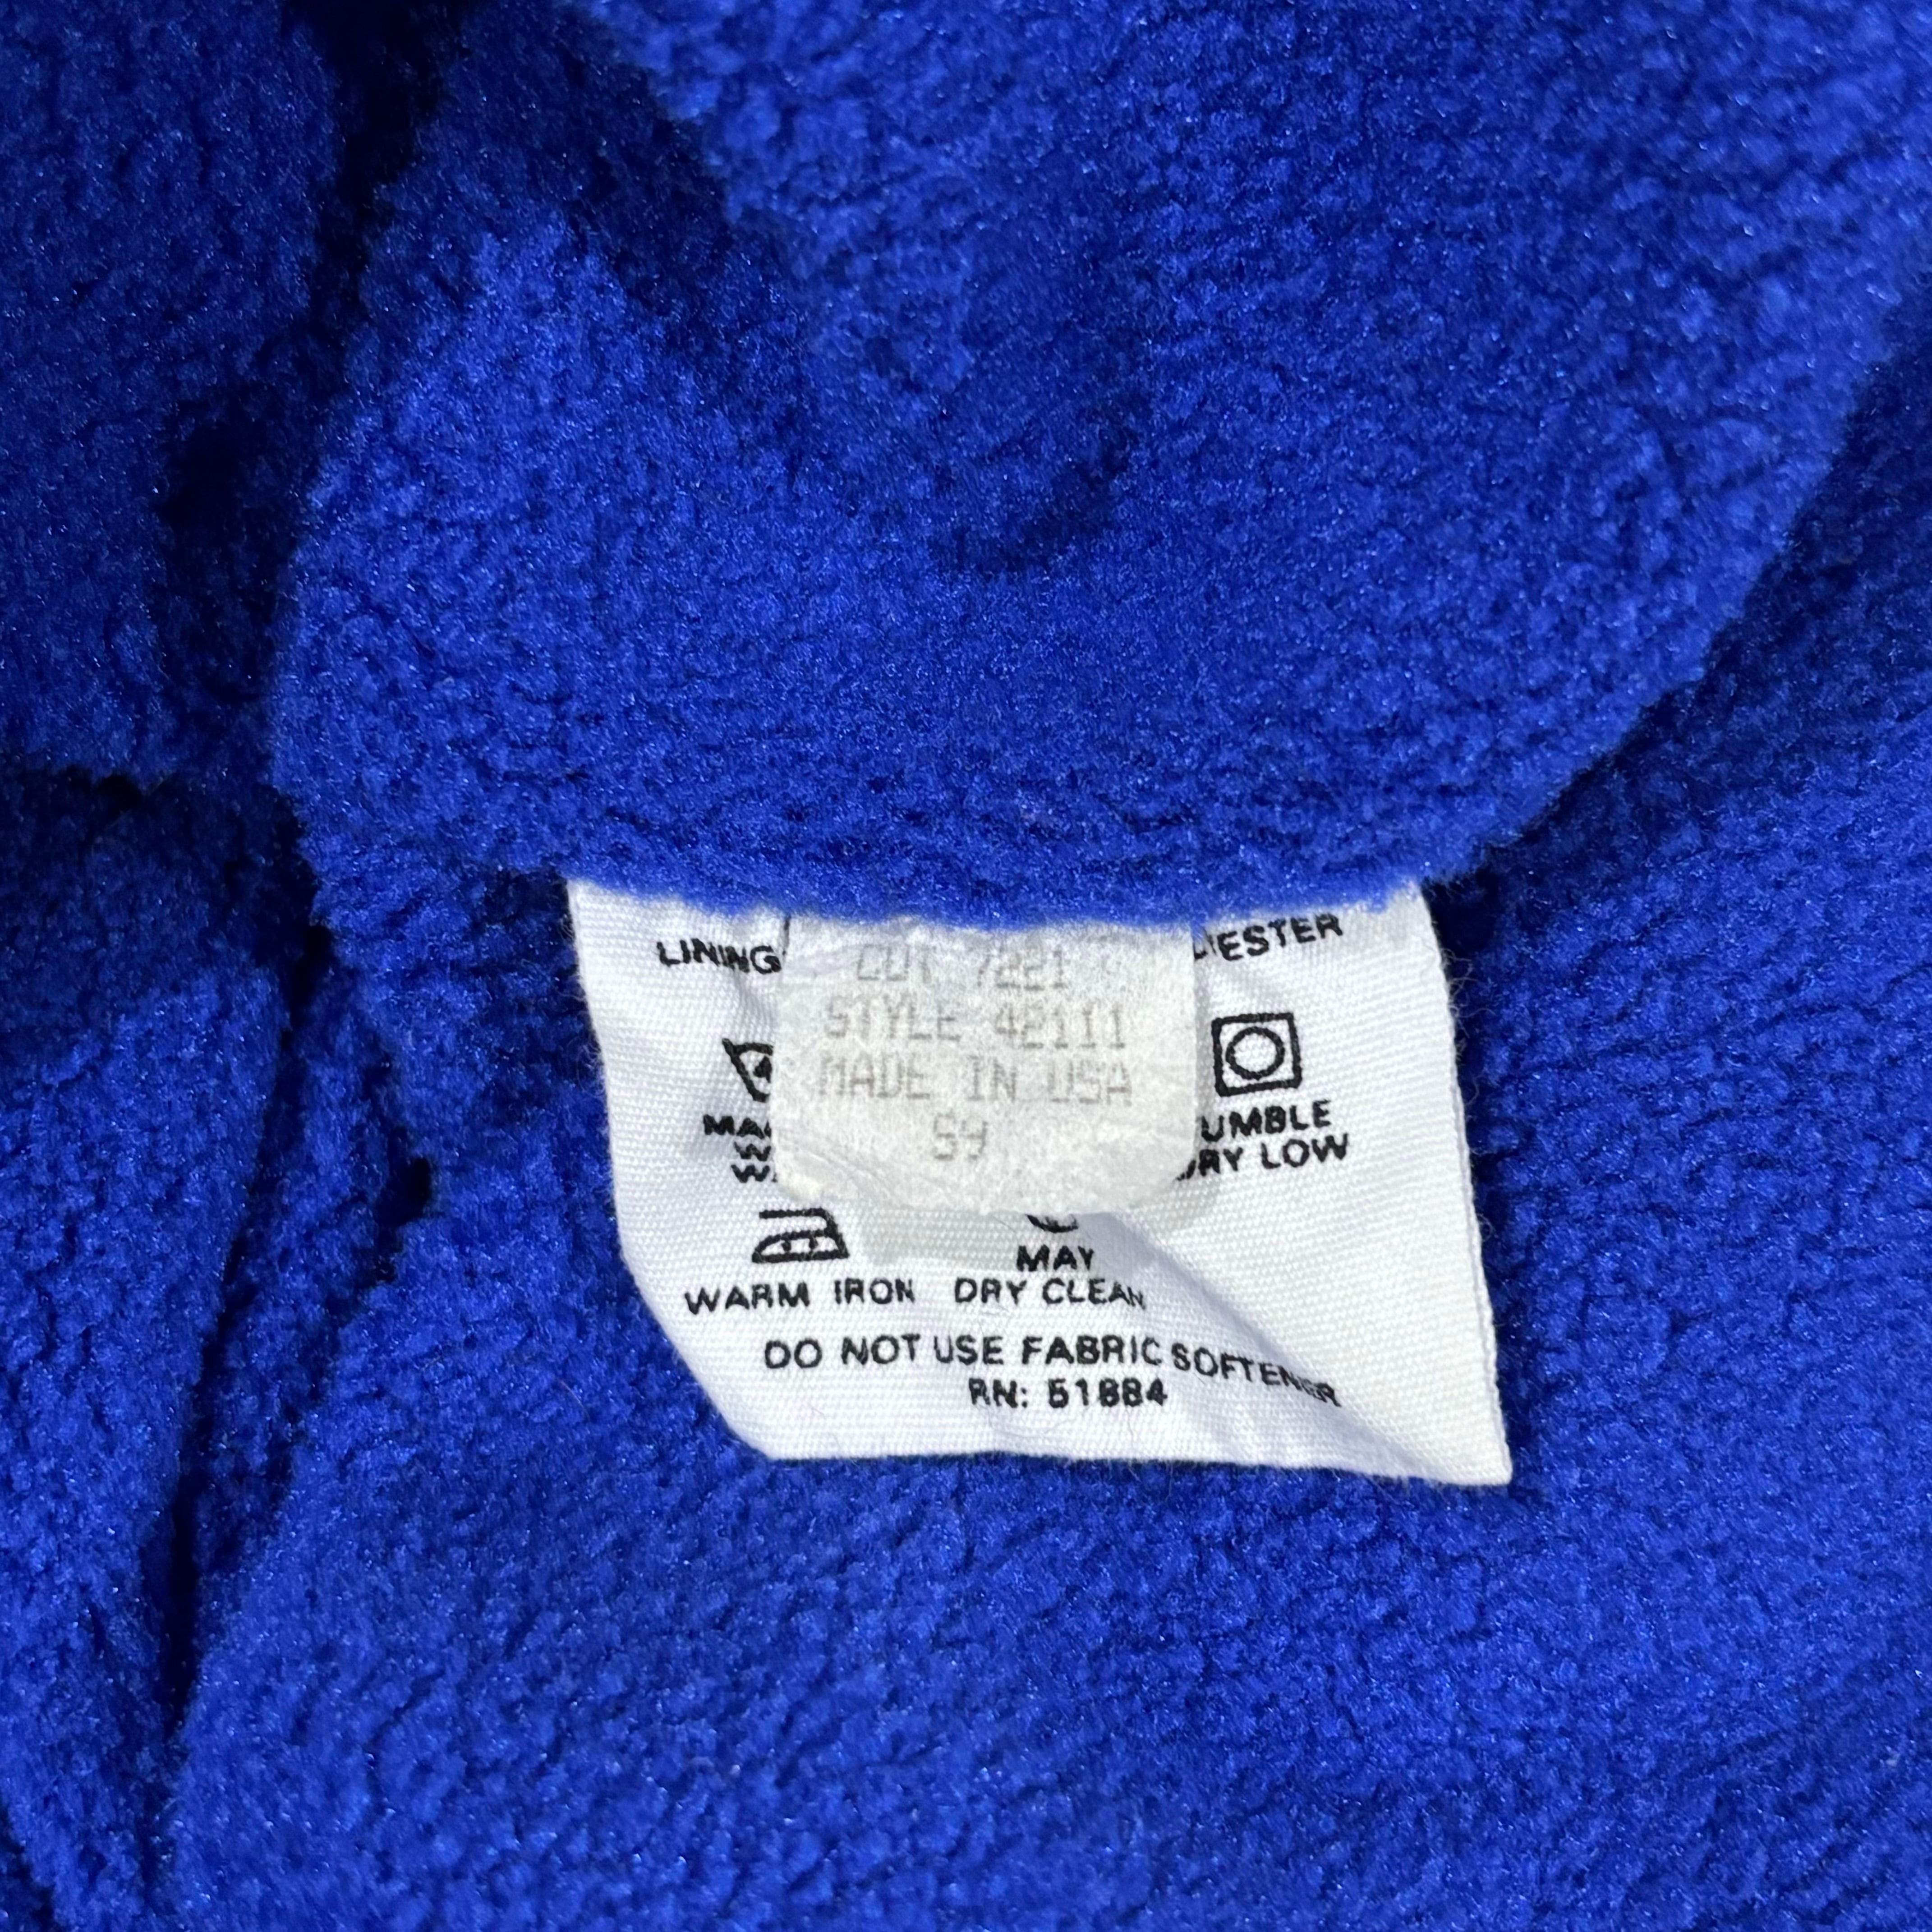 LINING
CUT 7221
LYESTER
STYLE 42111
MADE IN USA
S9
UMBLE
DRY LOW
MAY
WARM IRON DRY CLEAN
DO NOT USE FABRIC SOFTENER
RN: 51884